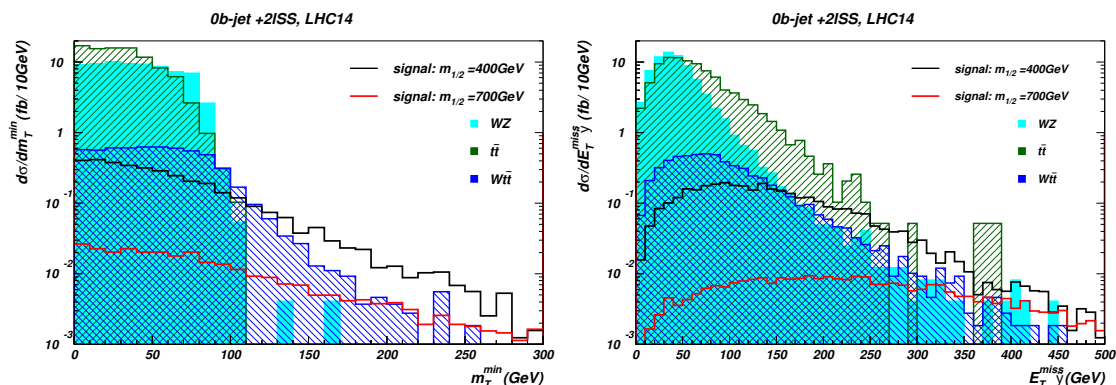 0b-jet +2ISS, LHC14
dσ/dm_T^min (fb/ 10GeV)
10
1
10^-1
10^-2
10^-3
signal: m_1/2 =400GeV
signal: m_1/2 =700GeV
WZ
tt̄
Wtt̄
0 50 100 150 200 250 300
m_T^min (GeV)
0b-jet +2ISS, LHC14
dσ/dE_T^miss ỳ (fb/ 10GeV)
10
1
10^-1
10^-2
10^-3
signal: m_1/2 =400GeV
signal: m_1/2 =700GeV
WZ
tt̄
Wtt̄
0 50 100 150 200 250 300 350 400 450 500
E_T^miss ỳ (GeV)